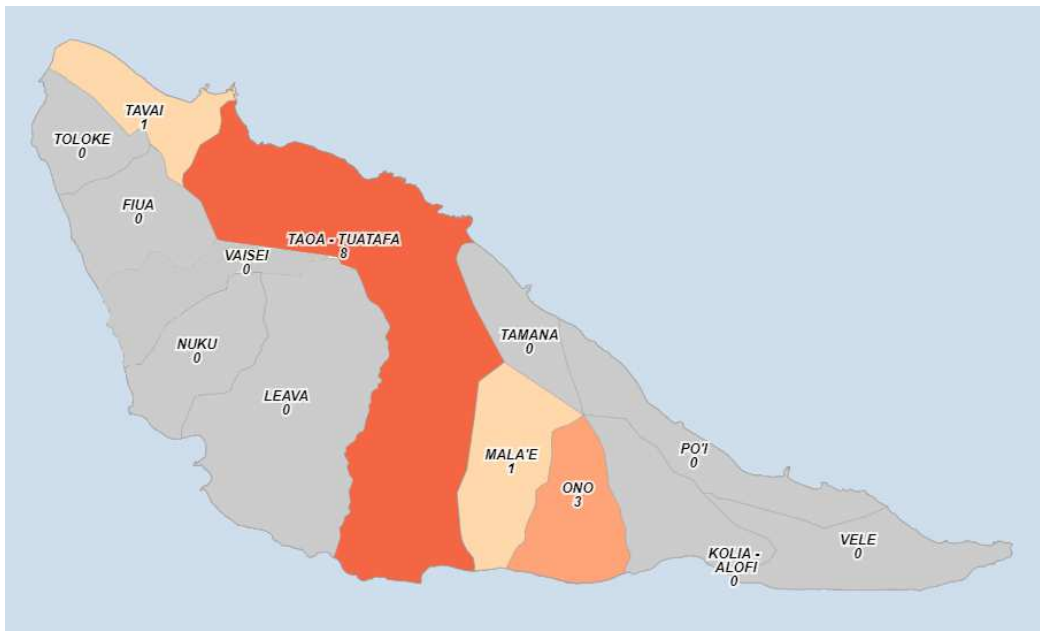 TAVAI
1
TOLOKE
0
FIUA
0
TAOA - TUATAFA
8
VAISEI
0
NUKU
0
TAMANA
0
LEAVA
0
MALA'E
1
ONO
3
PO'I
0
VELE
0
KOLIA -
ALOFI
0